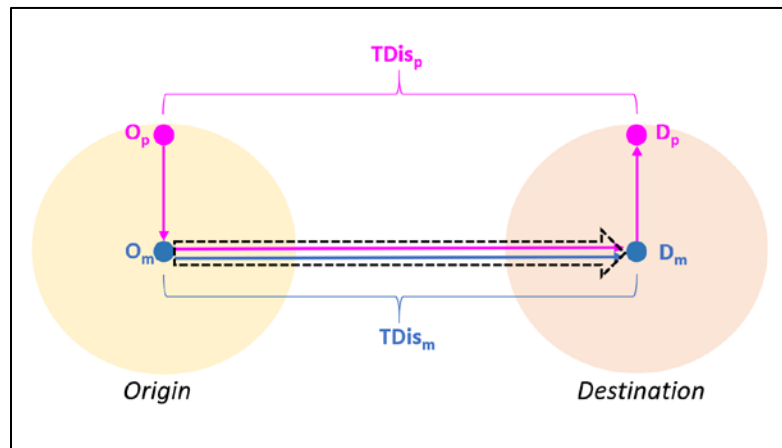 TDisₚ
Oₚ Dₚ
Oₘ Dₘ
TDisₘ
Origin Destination